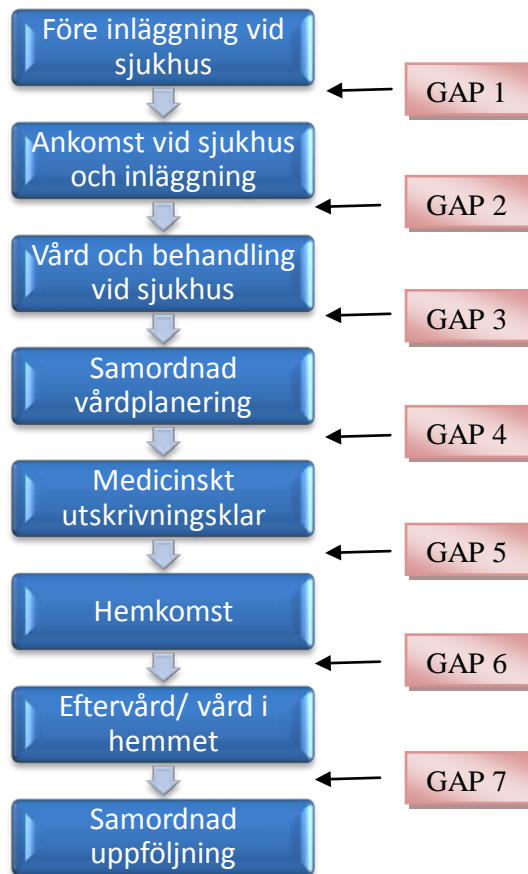 Före inläggning vid
sjukhus
GAP 1
Ankomst vid sjukhus
och inläggning
GAP 2
Vård och behandling
vid sjukhus
GAP 3
Samordnad
vårdplanering
GAP 4
Medicinskt
utskrivningsklar
GAP 5
Hemkomst
GAP 6
Eftervård/ vård i
hemmet
GAP 7
Samordnad
uppföljning